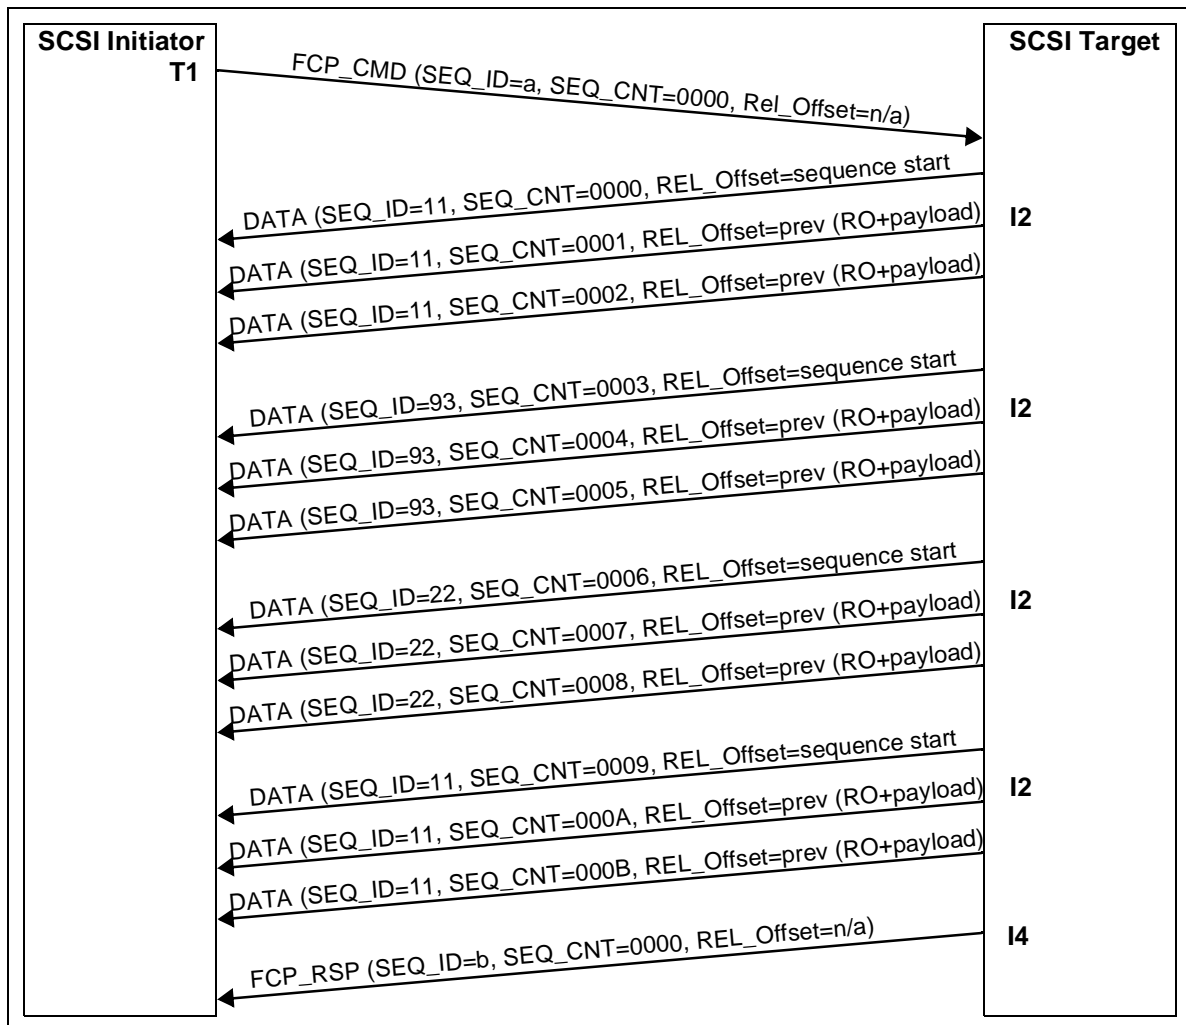 SCSI Initiator
SCSI Target
T1
FCP_CMD (SEQ_ID=a, SEQ_CNT=0000, Rel_Offset=n/a)
DATA (SEQ_ID=11, SEQ_CNT=0000, REL_Offset=sequence start
I2
DATA (SEQ_ID=11, SEQ_CNT=0001, REL_Offset=prev (RO+payload)
DATA (SEQ_ID=11, SEQ_CNT=0002, REL_Offset=prev (RO+payload)
DATA (SEQ_ID=93, SEQ_CNT=0003, REL_Offset=sequence start
I2
DATA (SEQ_ID=93, SEQ_CNT=0004, REL_Offset=prev (RO+payload)
DATA (SEQ_ID=93, SEQ_CNT=0005, REL_Offset=prev (RO+payload)
DATA (SEQ_ID=22, SEQ_CNT=0006, REL_Offset=sequence start
I2
DATA (SEQ_ID=22, SEQ_CNT=0007, REL_Offset=prev (RO+payload)
DATA (SEQ_ID=22, SEQ_CNT=0008, REL_Offset=prev (RO+payload)
DATA (SEQ_ID=11, SEQ_CNT=0009, REL_Offset=sequence start
I2
DATA (SEQ_ID=11, SEQ_CNT=000A, REL_Offset=prev (RO+payload)
DATA (SEQ_ID=11, SEQ_CNT=000B, REL_Offset=prev (RO+payload)
FCP_RSP (SEQ_ID=b, SEQ_CNT=0000, REL_Offset=n/a)
I4